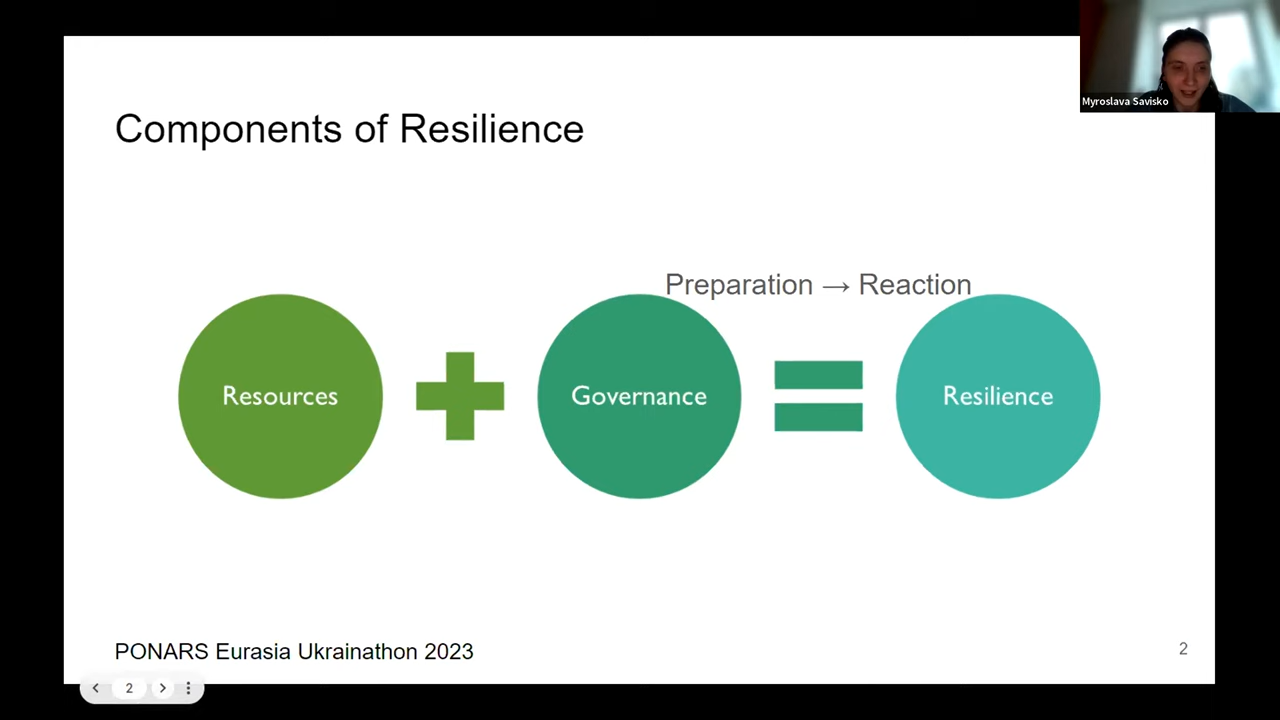 Myroslava Savisko
Components of Resilience
Preparation → Reaction
Resources
Governance
Resilience
PONARS Eurasia Ukrainathon 2023
2
2